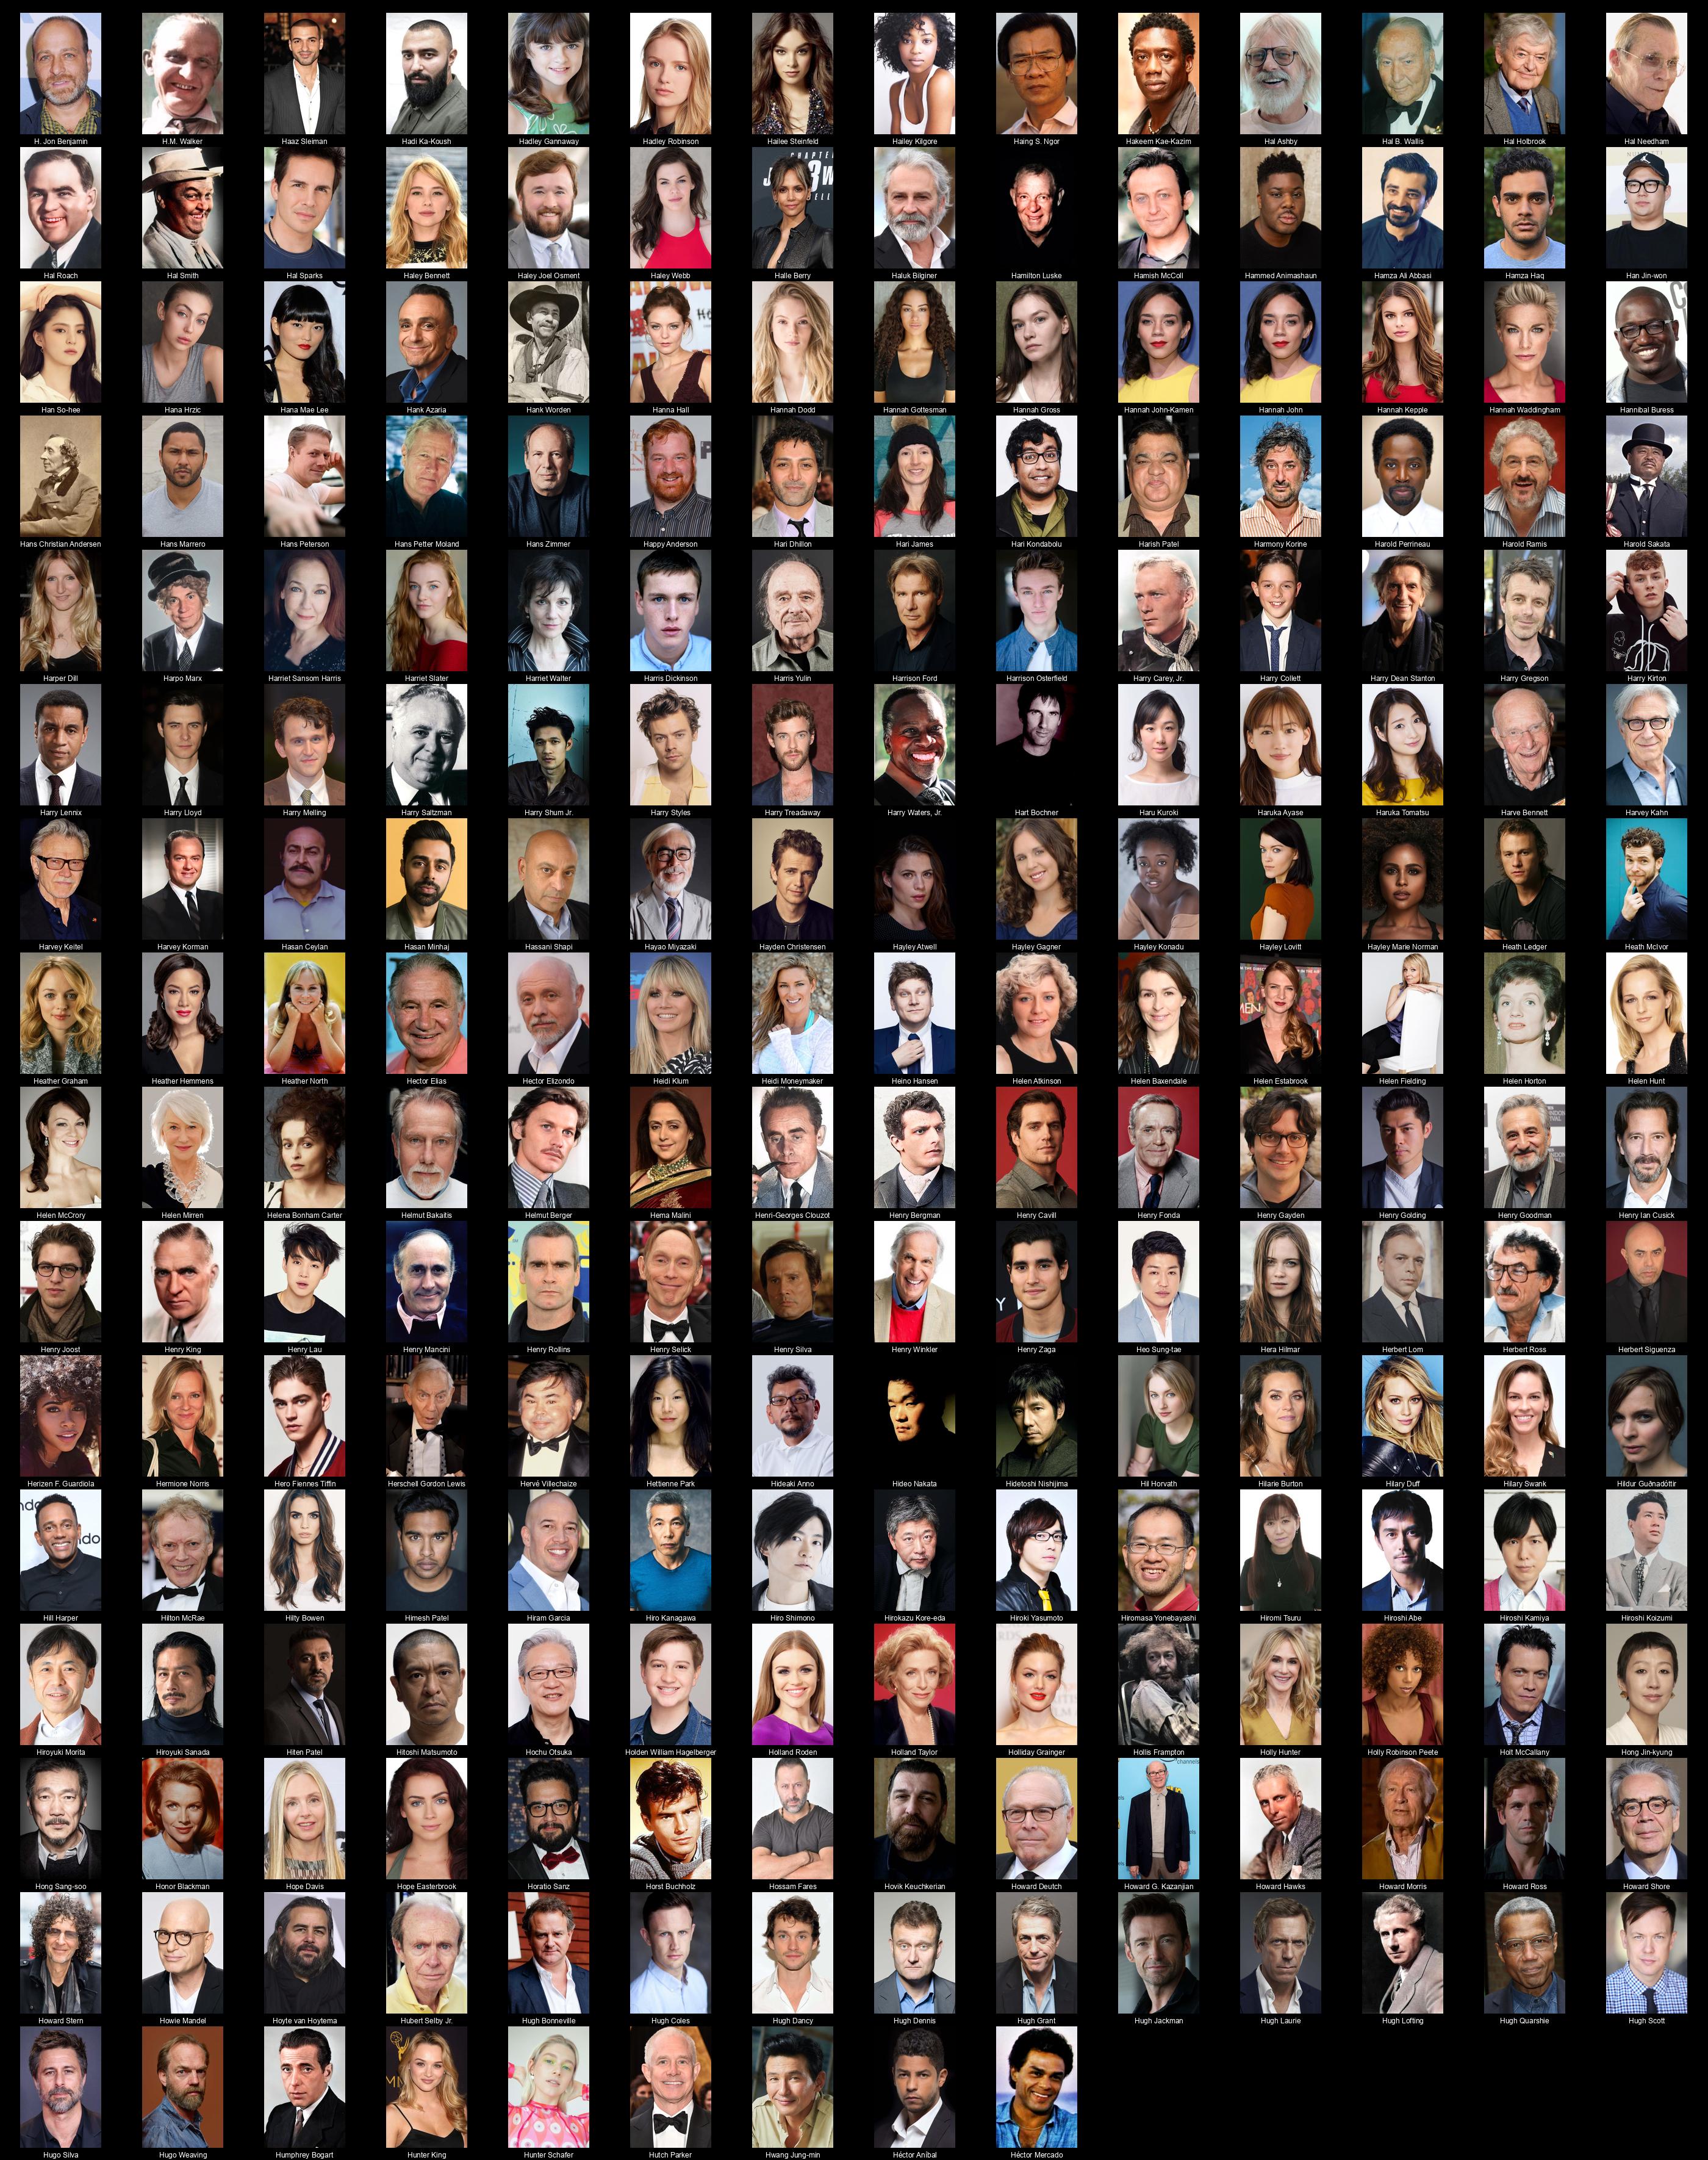 H. Jon Benjamin H.M. Walker Haaz Sleiman Hadi Ka-Koush Hadley Gannaway Hadley Robinson Hailee Steinfeld Hailey Kilgore Haing S. Ngor Hakeem Kae-Kazim Hal Ashby Hal B. Wallis Hal Holbrook Hal Needham
Hal Roach Hal Smith Hal Sparks Haley Bennett Haley Joel Osment Haley Webb Halle Berry Haluk Bilginer Hamilton Luske Hamish McColl Hammed Animashaun Hamza Ali Abbasi Hamza Haq Han Jin-won
Han So-hee Hana Hrzic Hana Mae Lee Hank Azaria Hank Worden Hanna Hall Hannah Dodd Hannah Gottesman Hannah Gross Hannah John-Kamen Hannah John Hannah Kepple Hannah Waddingham Hannibal Buress
Hans Christian Andersen Hans Marrero Hans Peterson Hans Petter Moland Hans Zimmer Happy Anderson Hari Dhillon Hari James Hari Kondabolu Harish Patel Harmony Korine Harold Perrineau Harold Ramis Harold Sakata
Harper Dill Harpo Marx Harriet Sansom Harris Harriet Slater Harriet Walter Harris Dickinson Harris Yulin Harrison Ford Harrison Osterfield Harry Carey, Jr. Harry Collett Harry Dean Stanton Harry Gregson Harry Kirton
Harry Lennix Harry Lloyd Harry Melling Harry Saltzman Harry Shum Jr. Harry Styles Harry Treadaway Harry Waters, Jr. Hart Bochner Haru Kuroki Haruka Ayase Haruka Tomatsu Harve Bennett Harvey Kahn
Harvey Keitel Harvey Korman Hasan Ceylan Hasan Minhaj Hassani Shapi Hayao Miyazaki Hayden Christensen Hayley Atwell Hayley Gagner Hayley Konadu Hayley Lovitt Hayley Marie Norman Heath Ledger Heath McIvor
Heather Graham Heather Hemmens Heather North Hector Elias Hector Elizondo Heidi Klum Heidi Moneymaker Heino Hansen Helen Atkinson Helen Baxendale Helen Estabrook Helen Fielding Helen Horton Helen Hunt
Helen McCrory Helen Mirren Helena Bonham Carter Helmut Bakaitis Helmut Berger Hema Malini Henri-Georges Clouzot Henry Bergman Henry Cavill Henry Fonda Henry Gayden Henry Golding Henry Goodman Henry Ian Cusick
Henry Joost Henry King Henry Lau Henry Mancini Henry Rollins Henry Selick Henry Silva Henry Winkler Henry Zaga Heo Sung-tae Hera Hilmar Herbert Lom Herbert Ross Herbert Siguenza
Herizen F. Guardiola Hermione Norris Hero Fiennes Tiffin Herschell Gordon Lewis Hervé Villechaize Hettienne Park Hideaki Anno Hideo Nakata Hidetoshi Nishijima Hil Horvath Hilarie Burton Hilary Duff Hilary Swank Hildur Guðnadóttir
Hill Harper Hilton McRae Hilty Bowen Himesh Patel Hiram Garcia Hiro Kanagawa Hiro Shimono Hirokazu Kore-eda Hiroki Yasumoto Hiromasa Yonebayashi Hiromi Tsuru Hiroshi Abe Hiroshi Kamiya Hiroshi Koizumi
Hiroyuki Morita Hiroyuki Sanada Hiten Patel Hitoshi Matsumoto Hochu Otsuka Holden William Hagelberger Holland Roden Holland Taylor Holliday Grainger Hollis Frampton Holly Hunter Holly Robinson Peete Holt McCallany Hong Jin-kyung
Hong Sang-soo Honor Blackman Hope Davis Hope Easterbrook Horatio Sanz Horst Buchholz Hossam Fares Hovik Keuchkerian Howard Deutch Howard G. Kazanjian Howard Hawks Howard Morris Howard Ross Howard Shore
Howard Stern Howie Mandel Hoyte van Hoytema Hubert Selby Jr. Hugh Bonneville Hugh Coles Hugh Dancy Hugh Dennis Hugh Grant Hugh Jackman Hugh Laurie Hugh Lofting Hugh Quarshie Hugh Scott
Hugo Silva Hugo Weaving Humphrey Bogart Hunter King Hunter Schafer Hutch Parker Hwang Jung-min Héctor Aníbal Héctor Mercado